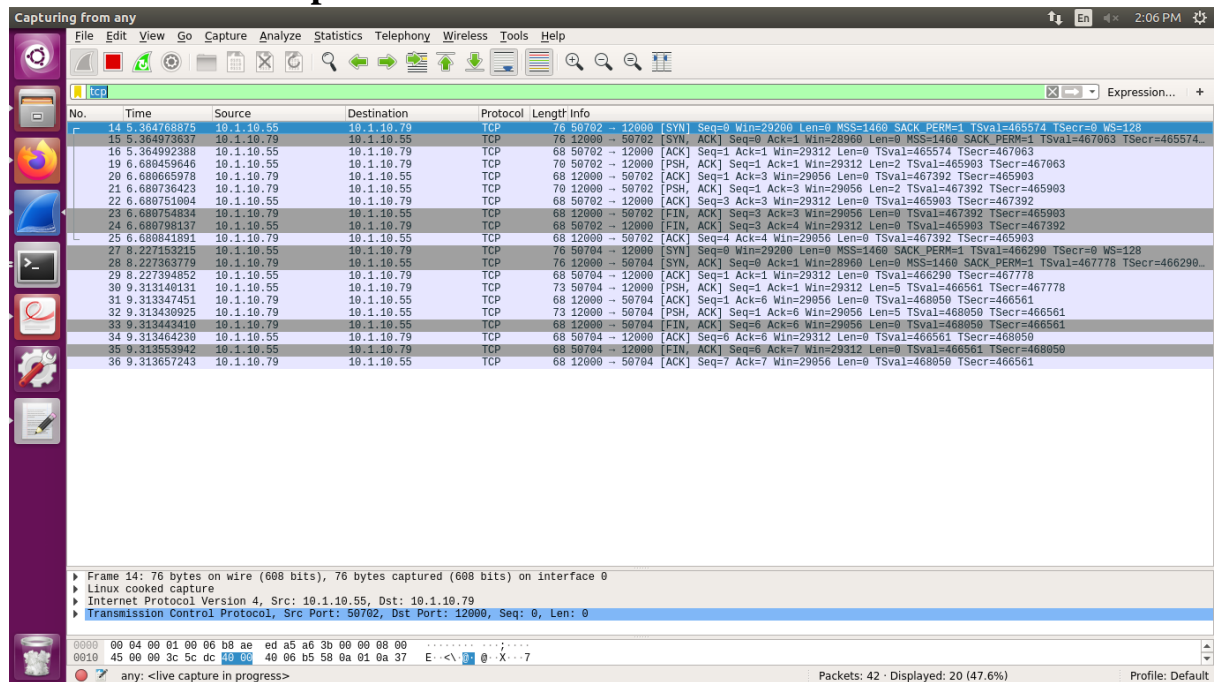 Capturing from any En 2:06 PM
File Edit View Go Capture Analyze Statistics Telephony Wireless Tools Help
tcp Expression... +
No. Time Source Destination Protocol Length Info
14 5.364768875 10.1.10.55 10.1.10.79 TCP 76 50702 → 12000 [SYN] Seq=0 Win=29200 Len=0 MSS=1460 SACK_PERM=1 TSval=465574 TSecr=0 WS=128
15 5.364973637 10.1.10.79 10.1.10.55 TCP 76 12000 → 50702 [SYN, ACK] Seq=0 Ack=1 Win=28960 Len=0 MSS=1460 SACK_PERM=1 TSval=467063 TSecr=465574…
16 5.364992388 10.1.10.55 10.1.10.79 TCP 68 50702 → 12000 [ACK] Seq=1 Ack=1 Win=29312 Len=0 TSval=465574 TSecr=467063
19 6.680459646 10.1.10.55 10.1.10.79 TCP 70 50702 → 12000 [PSH, ACK] Seq=1 Ack=1 Win=29312 Len=2 TSval=465903 TSecr=467063
20 6.680665978 10.1.10.79 10.1.10.55 TCP 68 12000 → 50702 [ACK] Seq=1 Ack=3 Win=29056 Len=0 TSval=467392 TSecr=465903
21 6.680736423 10.1.10.79 10.1.10.55 TCP 70 12000 → 50702 [PSH, ACK] Seq=1 Ack=3 Win=29056 Len=2 TSval=467392 TSecr=465903
22 6.680751004 10.1.10.55 10.1.10.79 TCP 68 50702 → 12000 [ACK] Seq=3 Ack=3 Win=29312 Len=0 TSval=465903 TSecr=467392
23 6.680754834 10.1.10.79 10.1.10.55 TCP 68 12000 → 50702 [FIN, ACK] Seq=3 Ack=3 Win=29056 Len=0 TSval=467392 TSecr=465903
24 6.680798137 10.1.10.55 10.1.10.79 TCP 68 50702 → 12000 [FIN, ACK] Seq=3 Ack=4 Win=29312 Len=0 TSval=465903 TSecr=467392
25 6.680841891 10.1.10.79 10.1.10.55 TCP 68 12000 → 50702 [ACK] Seq=4 Ack=4 Win=29056 Len=0 TSval=467392 TSecr=465903
27 8.227153215 10.1.10.55 10.1.10.79 TCP 76 50704 → 12000 [SYN] Seq=0 Win=29200 Len=0 MSS=1460 SACK_PERM=1 TSval=466290 TSecr=0 WS=128
28 8.227363779 10.1.10.79 10.1.10.55 TCP 76 12000 → 50704 [SYN, ACK] Seq=0 Ack=1 Win=28960 Len=0 MSS=1460 SACK_PERM=1 TSval=467778 TSecr=466290…
29 8.227394852 10.1.10.55 10.1.10.79 TCP 68 50704 → 12000 [ACK] Seq=1 Ack=1 Win=29312 Len=0 TSval=466290 TSecr=467778
30 9.313140131 10.1.10.55 10.1.10.79 TCP 73 50704 → 12000 [PSH, ACK] Seq=1 Ack=1 Win=29312 Len=5 TSval=466561 TSecr=467778
31 9.313347451 10.1.10.79 10.1.10.55 TCP 68 12000 → 50704 [ACK] Seq=1 Ack=6 Win=29056 Len=0 TSval=468050 TSecr=466561
32 9.313430925 10.1.10.79 10.1.10.55 TCP 73 12000 → 50704 [PSH, ACK] Seq=1 Ack=6 Win=29056 Len=5 TSval=468050 TSecr=466561
33 9.313443410 10.1.10.79 10.1.10.55 TCP 68 12000 → 50704 [FIN, ACK] Seq=6 Ack=6 Win=29056 Len=0 TSval=468050 TSecr=466561
34 9.313464230 10.1.10.55 10.1.10.79 TCP 68 50704 → 12000 [ACK] Seq=6 Ack=6 Win=29312 Len=0 TSval=466561 TSecr=468050
35 9.313553942 10.1.10.55 10.1.10.79 TCP 68 50704 → 12000 [FIN, ACK] Seq=6 Ack=7 Win=29312 Len=0 TSval=466561 TSecr=468050
36 9.313657243 10.1.10.79 10.1.10.55 TCP 68 12000 → 50704 [ACK] Seq=7 Ack=7 Win=29056 Len=0 TSval=468050 TSecr=466561
Frame 14: 76 bytes on wire (608 bits), 76 bytes captured (608 bits) on interface 0
Linux cooked capture
Internet Protocol Version 4, Src: 10.1.10.55, Dst: 10.1.10.79
Transmission Control Protocol, Src Port: 50702, Dst Port: 12000, Seq: 0, Len: 0
0000 00 04 00 01 00 06 b8 ae ed a5 a6 3b 00 00 08 00 ········ ···;····
0010 45 00 00 3c 5c dc 40 00 40 06 b5 58 0a 01 0a 37 E··<\·@· @··X···7
any: <live capture in progress> Packets: 42 · Displayed: 20 (47.6%) Profile: Default